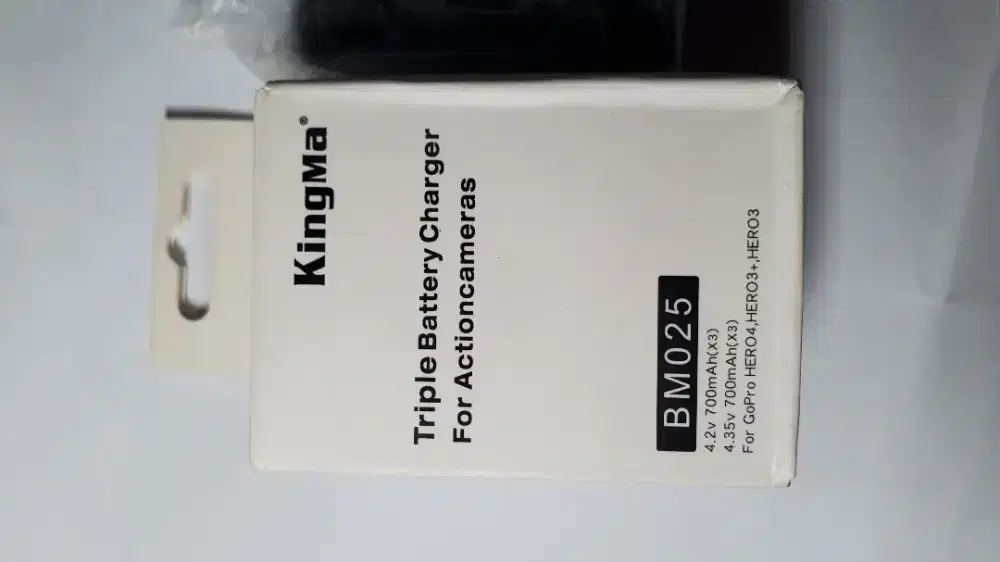 KingMa®
Triple Battery Charger
For Actioncameras
BM025
4.2v 700mAh(X3)
4.35v 700mAh(X3)
For GoPro HERO4,HERO3+,HERO3